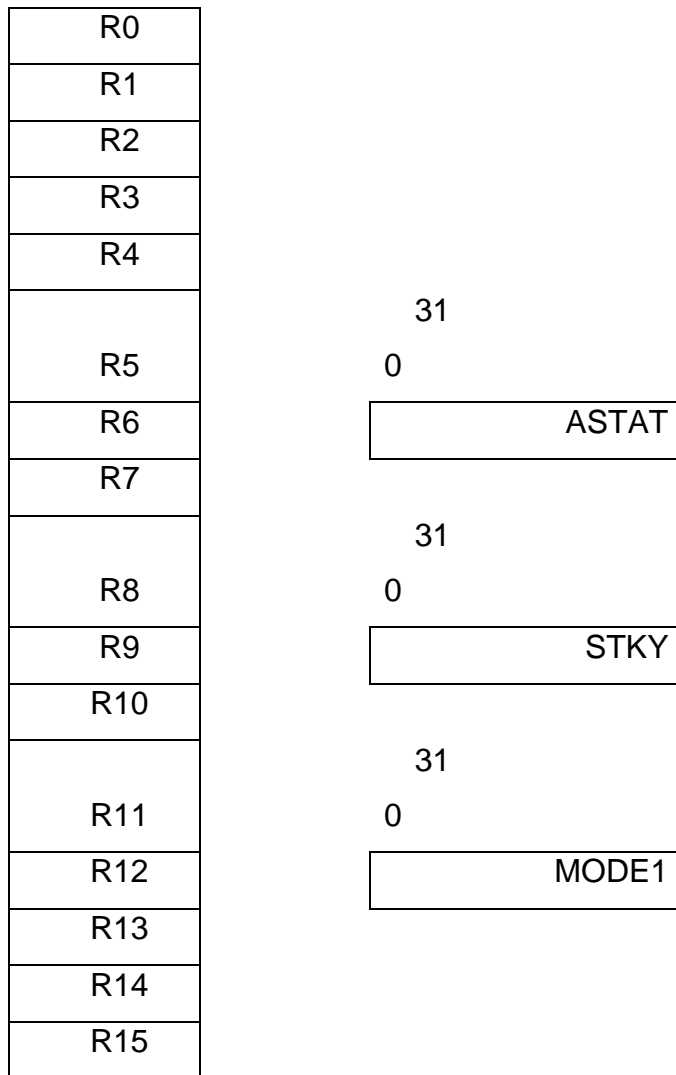 R0
R1
R2
R3
R4
31
R5 0
R6 ASTAT
R7
31
R8 0
R9 STKY
R10
31
R11 0
R12 MODE1
R13
R14
R15